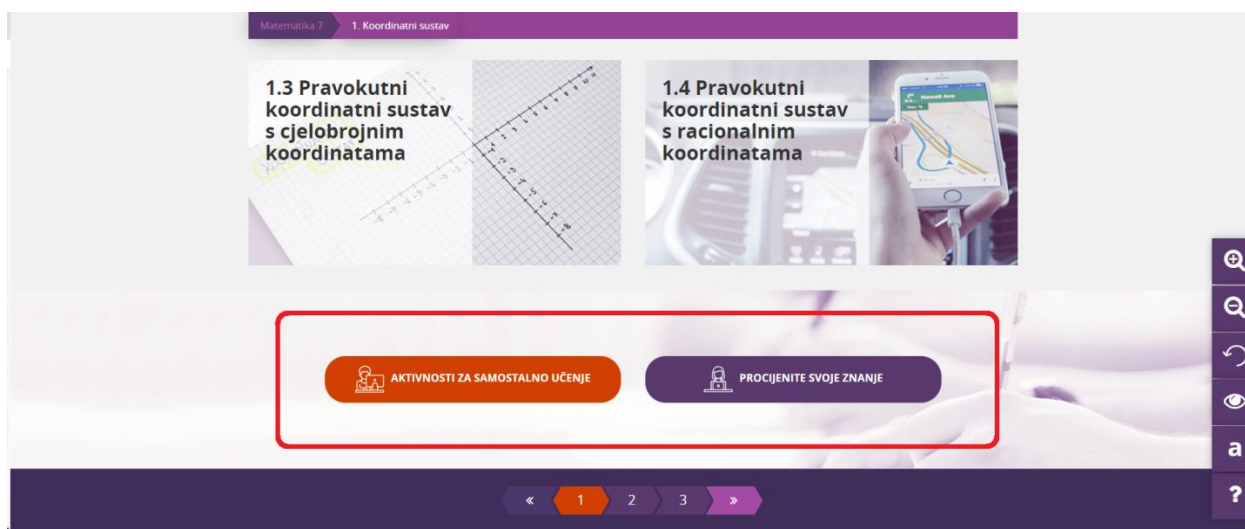 Matematika 7
1. Koordinatni sustav
1.3 Pravokutni
koordinatni sustav
s cjelobrojnim
koordinatama
1.4 Pravokutni
koordinatni sustav
s racionalnim
koordinatama
AKTIVNOSTI ZA SAMOSTALNO UČENJE
PROCIJENITE SVOJE ZNANJE
a
?
« 1 2 3 »